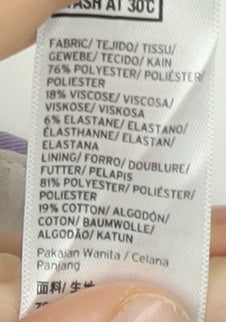 WASH AT 30C
FABRIC/ TEJIDO/ TISSU/
GEWEBE/ TECIDO/ KAIN
76% POLYESTER/ POLIÉSTER
POLIESTER
18% VISCOSE/ VISCOSA/
VISKOSE/ VISKOSA
6% ELASTANE/ ELASTANO/
ÉLASTHANNE/ ELASTAN/
ELASTANA
LINING/ FORRO/ DOUBLURE/
FUTTER/ PELAPIS
81% POLYESTER/ POLIÉSTER/
POLIESTER
19% COTTON/ ALGODÓN/
COTON/ BAUMWOLLE/
ALGODÃO/ KATUN
Pakaian Wanita / Celana
Panjang
面料/